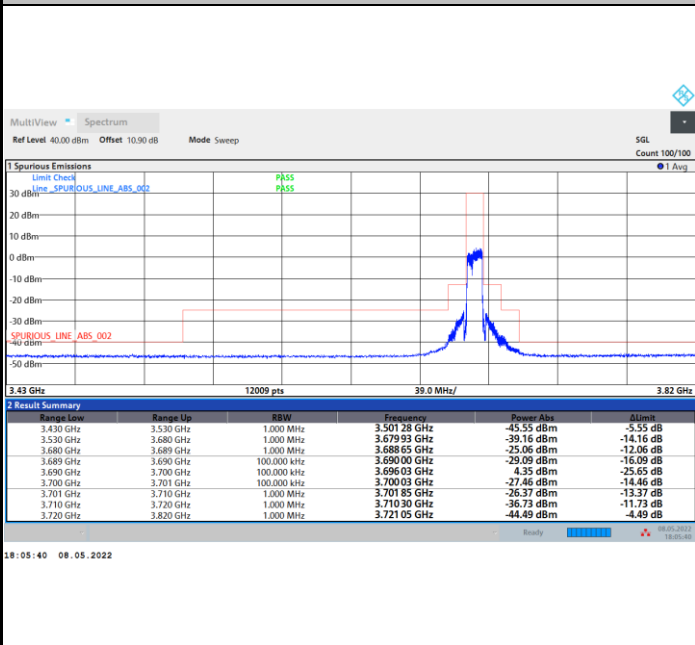 MultiView Spectrum
Ref Level 40.00 dBm Offset 10.90 dB Mode Sweep SGL
Count 100/100
1 Spurious Emissions 1 Avg
Limit Check PASS
Line _SPURIOUS_LINE_ABS_002 PASS
30 dBm
20 dBm
10 dBm
0 dBm
-10 dBm
-20 dBm
-30 dBm
_SPURIOUS_LINE_ABS_002
-40 dBm
-50 dBm
3.43 GHz 12009 pts 39.0 MHz/ 3.82 GHz
2 Result Summary
Range Low Range Up RBW Frequency Power Abs ΔLimit
3.430 GHz 3.530 GHz 1.000 MHz 3.501 28 GHz -45.55 dBm -5.55 dB
3.530 GHz 3.680 GHz 1.000 MHz 3.679 93 GHz -39.16 dBm -14.16 dB
3.680 GHz 3.689 GHz 1.000 MHz 3.688 65 GHz -25.06 dBm -12.06 dB
3.689 GHz 3.690 GHz 100.000 kHz 3.690 00 GHz -29.09 dBm -16.09 dB
3.690 GHz 3.700 GHz 100.000 kHz 3.696 03 GHz 4.35 dBm -25.65 dB
3.700 GHz 3.701 GHz 100.000 kHz 3.700 03 GHz -27.46 dBm -14.46 dB
3.701 GHz 3.710 GHz 1.000 MHz 3.701 85 GHz -26.37 dBm -13.37 dB
3.710 GHz 3.720 GHz 1.000 MHz 3.710 30 GHz -36.73 dBm -11.73 dB
3.720 GHz 3.820 GHz 1.000 MHz 3.721 05 GHz -44.49 dBm -4.49 dB
Ready 08.05.2022
18:05:40
18:05:40 08.05.2022